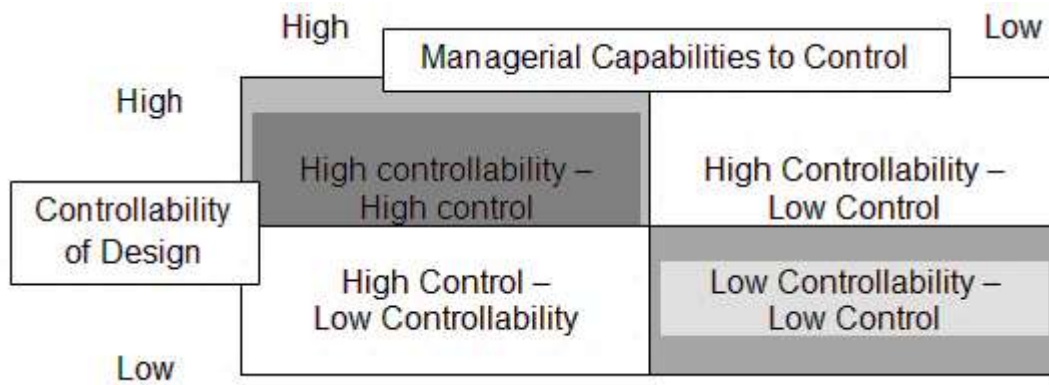 High
Low
Managerial Capabilities to Control
High
High controllability –
High control
High Controllability –
Low Control
Controllability
of Design
High Control –
Low Controllability
Low Controllability –
Low Control
Low